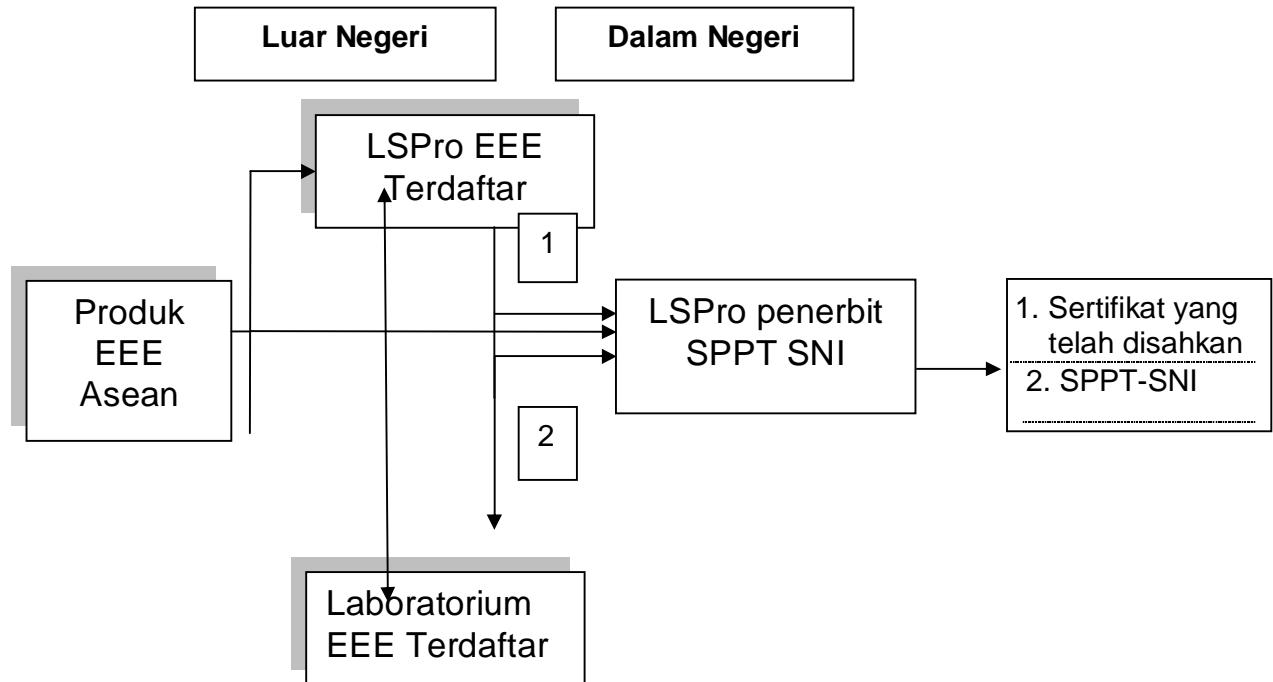 Luar Negeri
Dalam Negeri
LSPro EEE
Terdaftar
1
Produk
EEE
Asean
LSPro penerbit
SPPT SNI
1. Sertifikat yang
telah disahkan
2. SPPT-SNI
2
Laboratorium
EEE Terdaftar